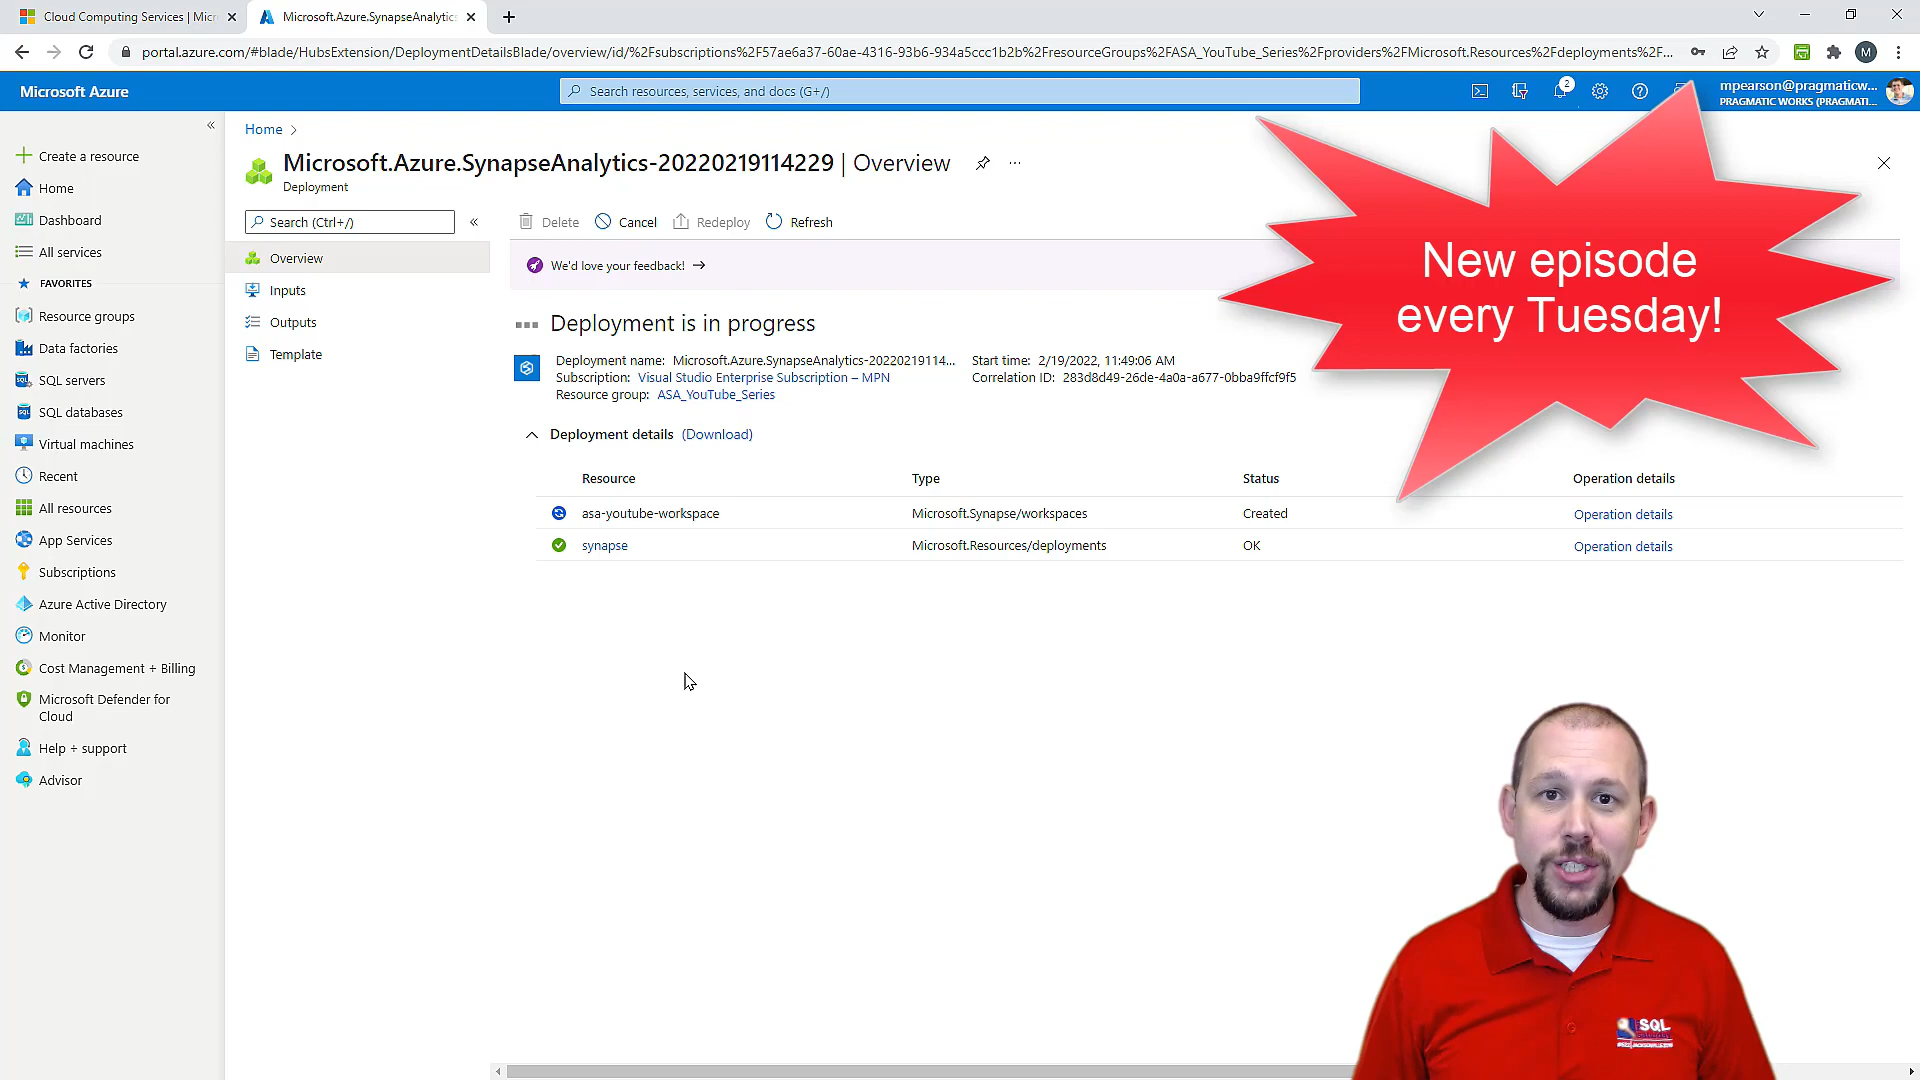 Cloud Computing Services | Micr
Microsoft.Azure.SynapseAnalytics
portal.azure.com/#blade/HubsExtension/DeploymentDetailsBlade/overview/id/%2Fsubscriptions%2F57ae6a37-60ae-4316-93b6-934a5ccc1b2b%2FresourceGroups%2FASA_YouTube_Series%2Fproviders%2FMicrosoft.Resources%2Fdeployments%2F...
M
Microsoft Azure
Search resources, services, and docs (G+/)
2
mpearson@pragmaticw...
PRAGMATIC WORKS (PRAGMATI...
Home
Create a resource
Home
Dashboard
All services
FAVORITES
Resource groups
Data factories
SQL servers
SQL databases
Virtual machines
Recent
All resources
App Services
Subscriptions
Azure Active Directory
Monitor
Cost Management + Billing
Microsoft Defender for
Cloud
Help + support
Advisor
Microsoft.Azure.SynapseAnalytics-20220219114229 | Overview
Deployment
Search (Ctrl+/)
Overview
Inputs
Outputs
Template
Delete
Cancel
Redeploy
Refresh
We'd love your feedback!
Deployment is in progress
Deployment name: Microsoft.Azure.SynapseAnalytics-20220219114...
Subscription: Visual Studio Enterprise Subscription – MPN
Resource group: ASA_YouTube_Series
Start time: 2/19/2022, 11:49:06 AM
Correlation ID: 283d8d49-26de-4a0a-a677-0bba9ffcf9f5
Deployment details (Download)
Resource Type Status Operation details
asa-youtube-workspace Microsoft.Synapse/workspaces Created Operation details
synapse Microsoft.Resources/deployments OK Operation details
New episode
every Tuesday!
SQL